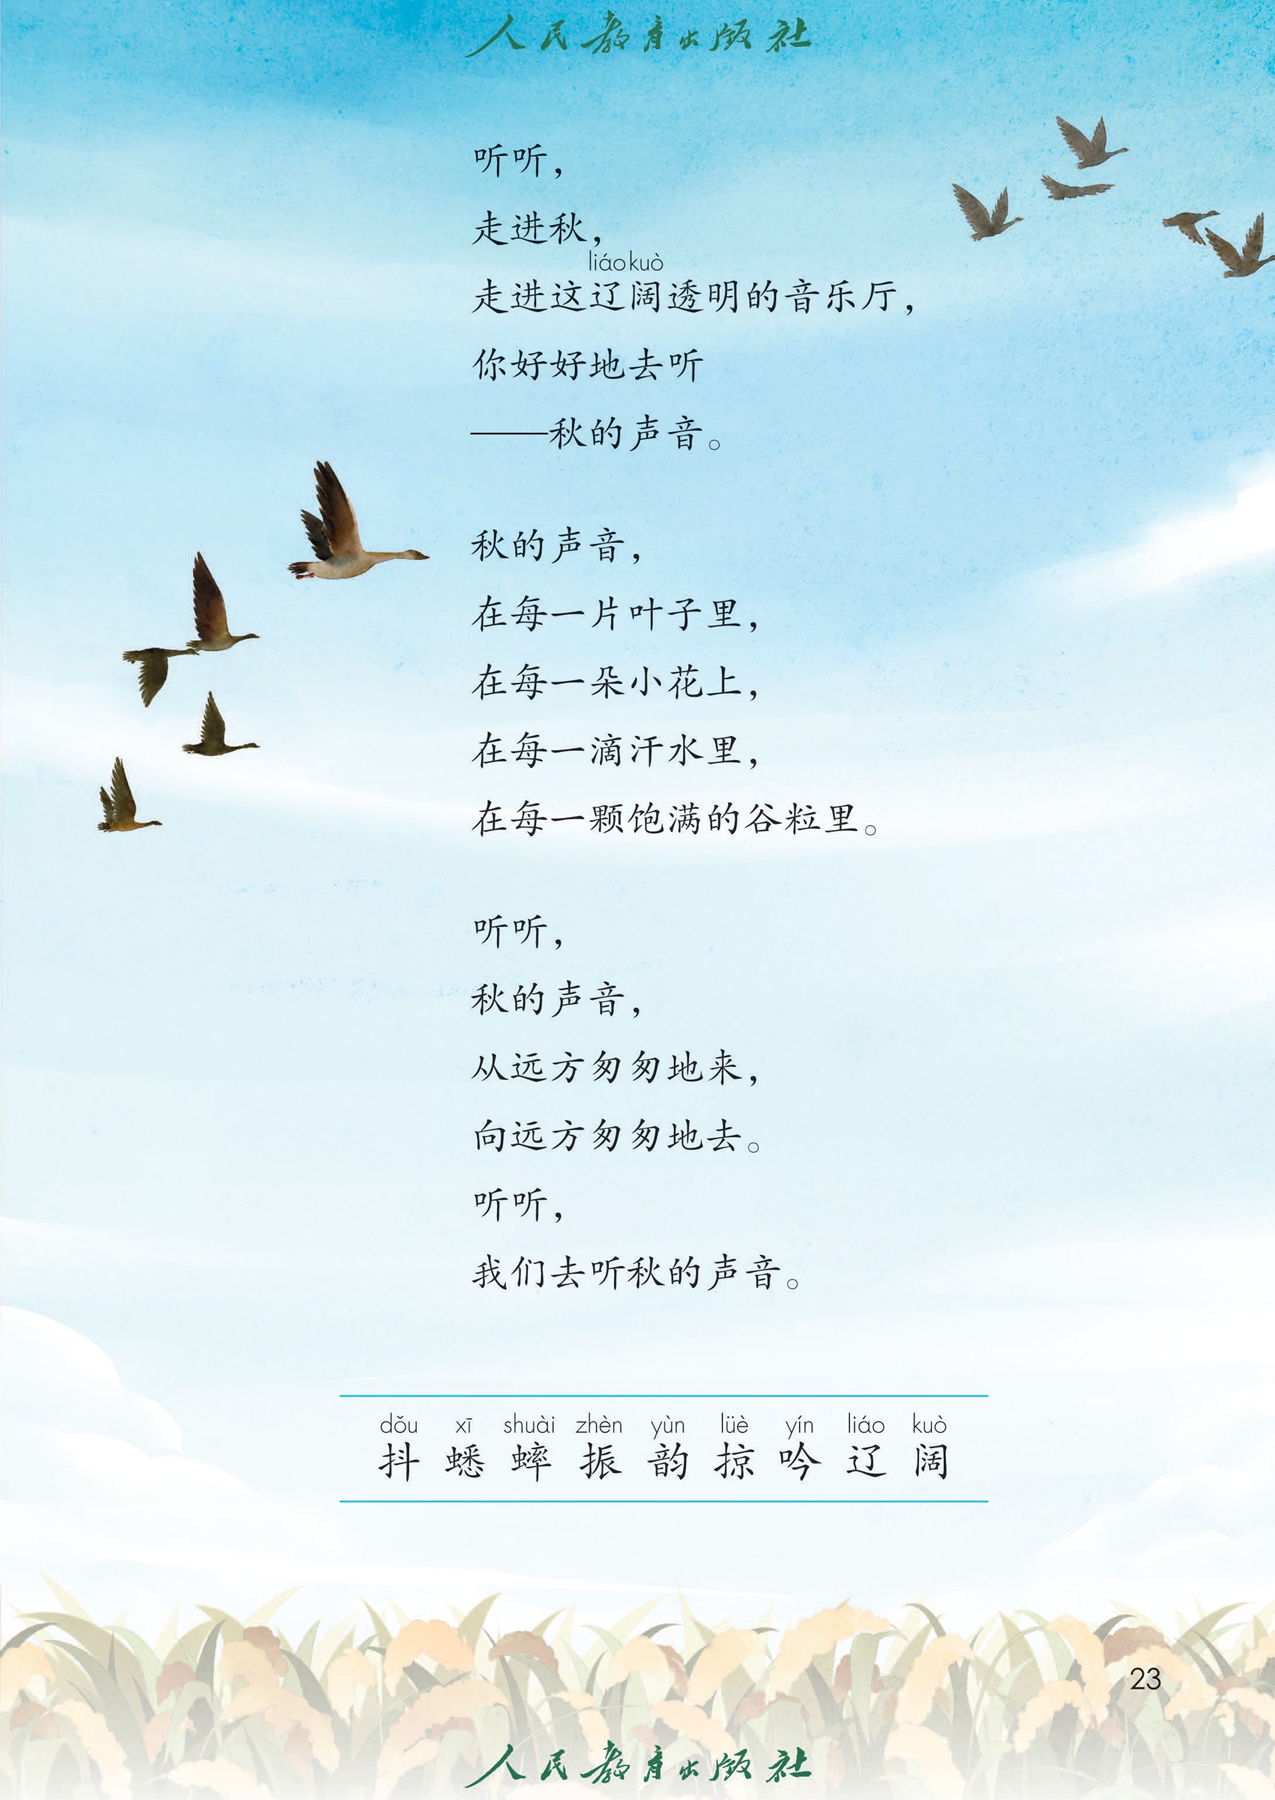 人民教育出版社
听听，
走进秋，
liáo kuò
走进这辽阔透明的音乐厅，
你好好地去听
——秋的声音。
秋的声音，
在每一片叶子里，
在每一朵小花上，
在每一滴汗水里，
在每一颗饱满的谷粒里。
听听，
秋的声音，
从远方匆匆地来，
向远方匆匆地去。
听听，
我们去听秋的声音。
dǒu xī shuài zhèn yùn lüè yín liáo kuò
抖 蟋 蟀 振 韵 掠 吟 辽 阔
23
人民教育出版社